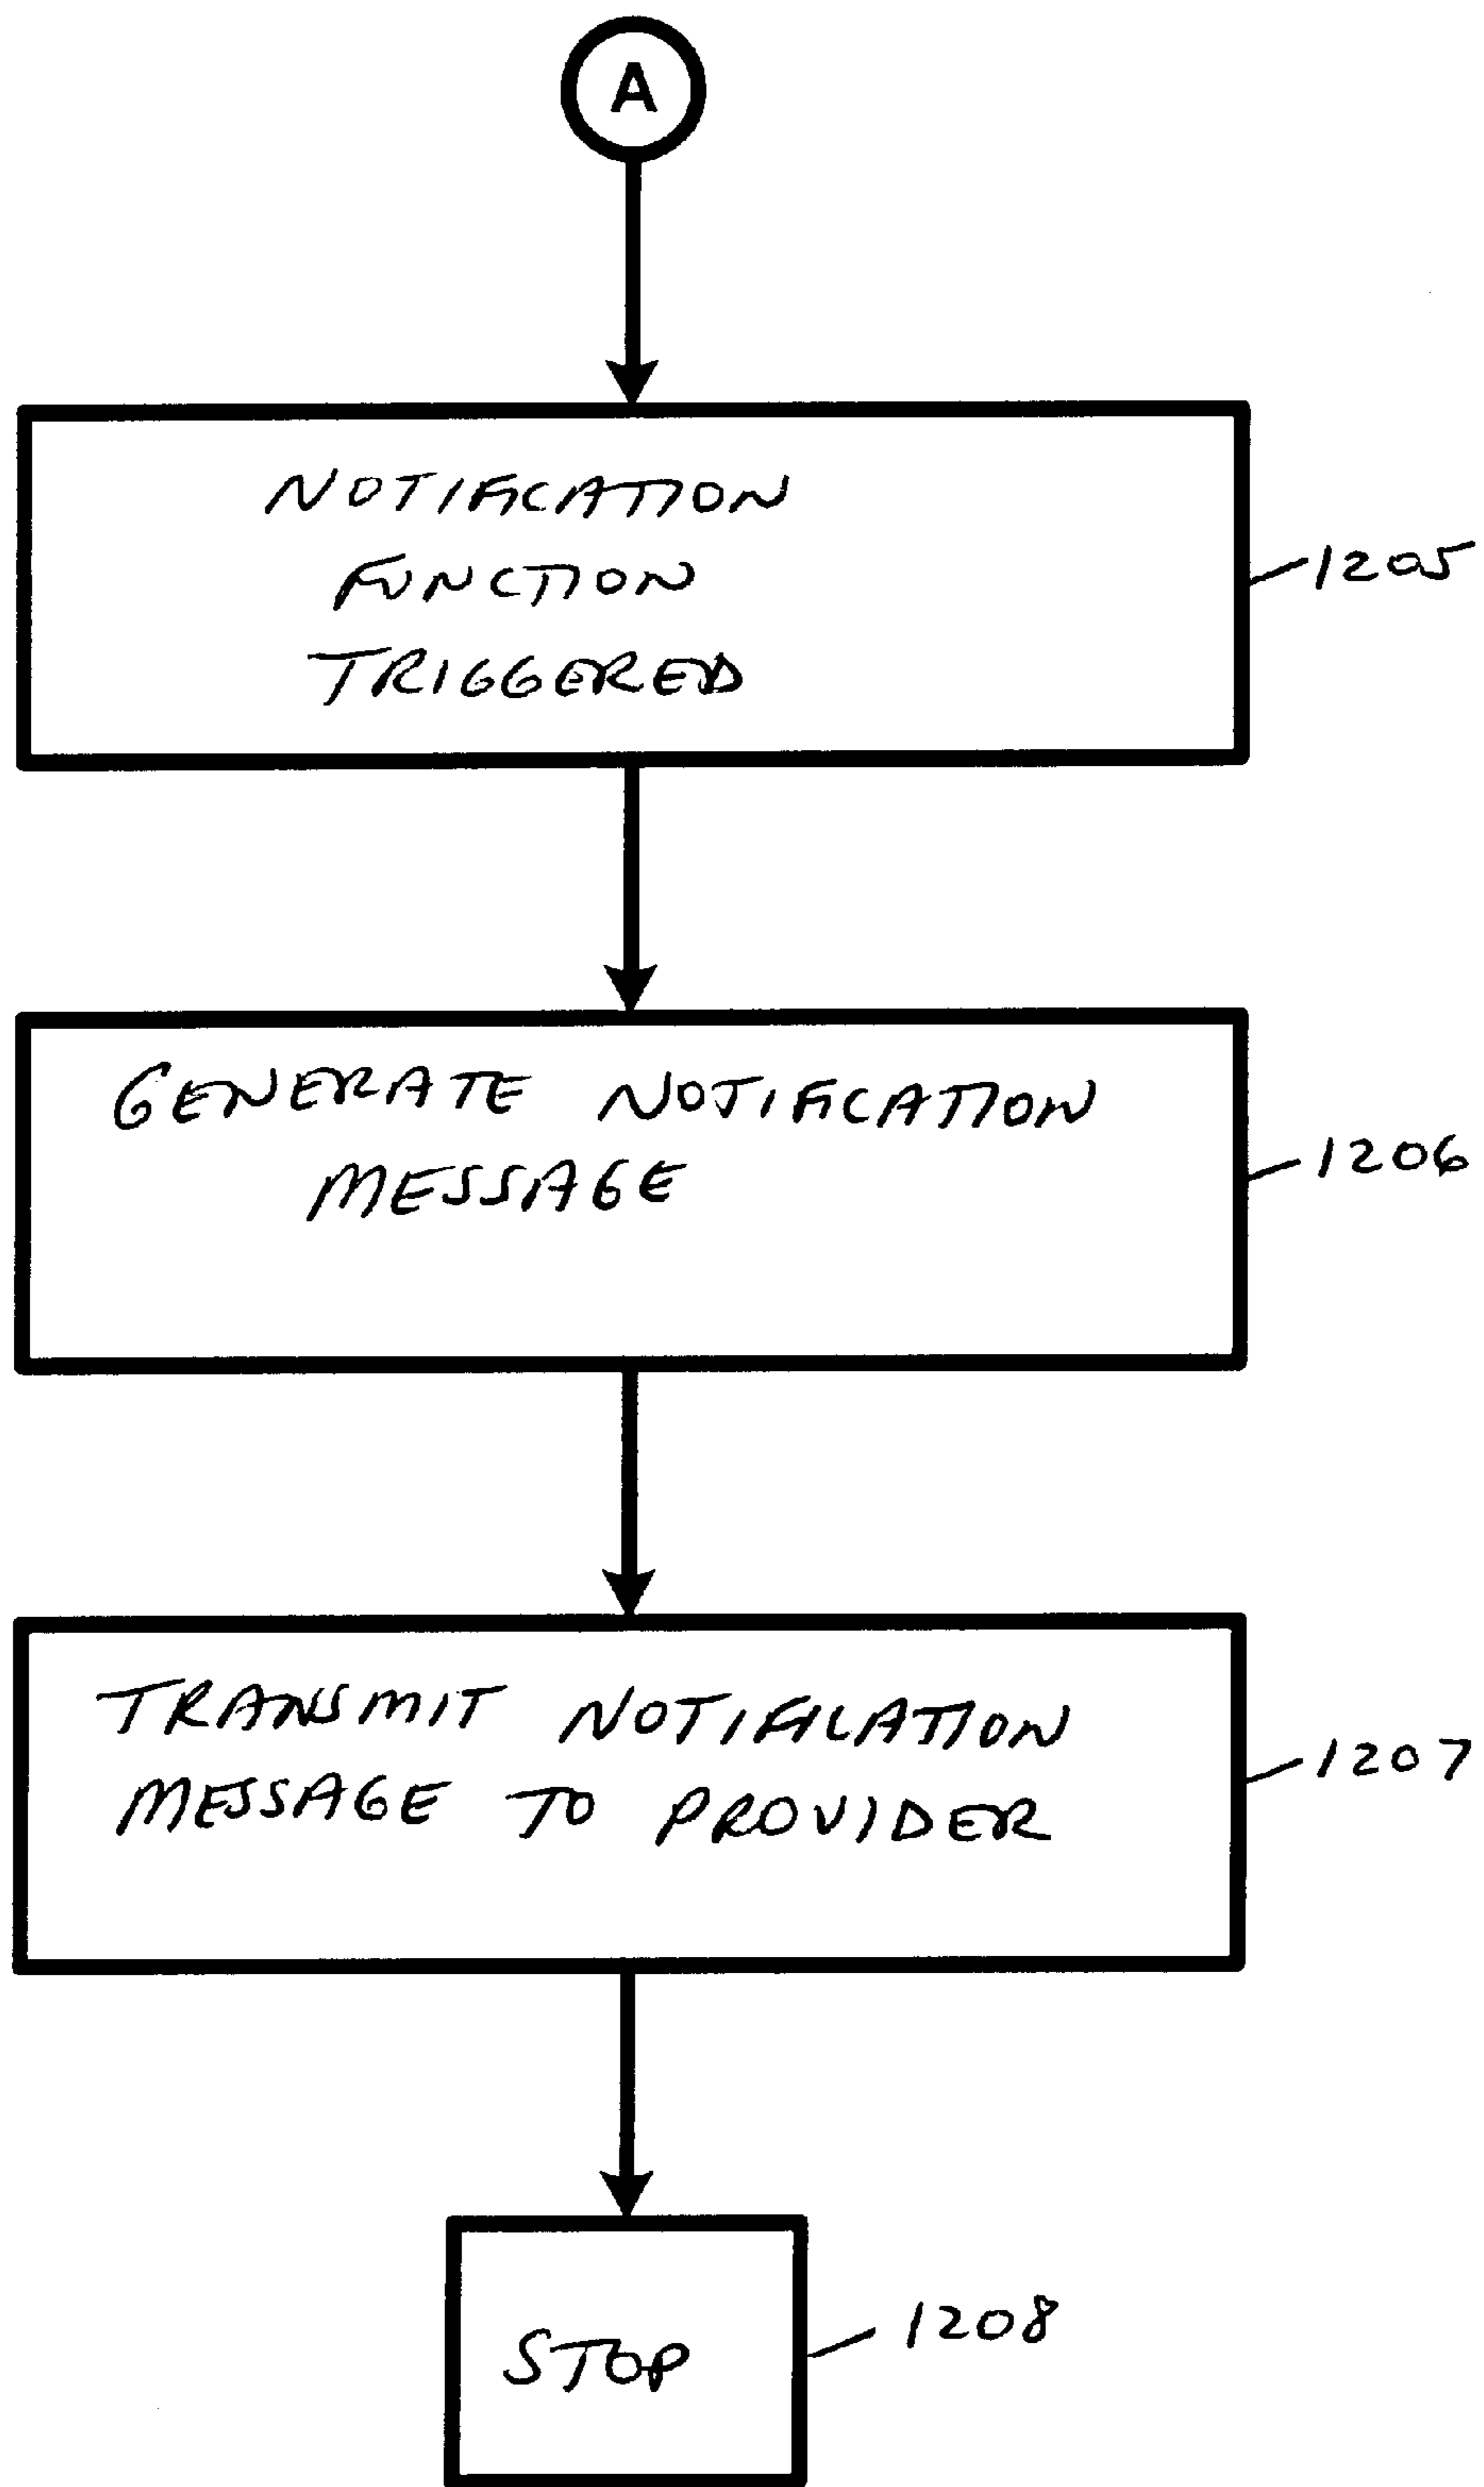 A
NOTIFICATION
FUNCTION
TRIGGERED
1205
GENERATE NOTIFICATION
MESSAGE
1206
TRANSMIT NOTIFICATION
MESSAGE TO PROVIDER
1207
STOP
1208